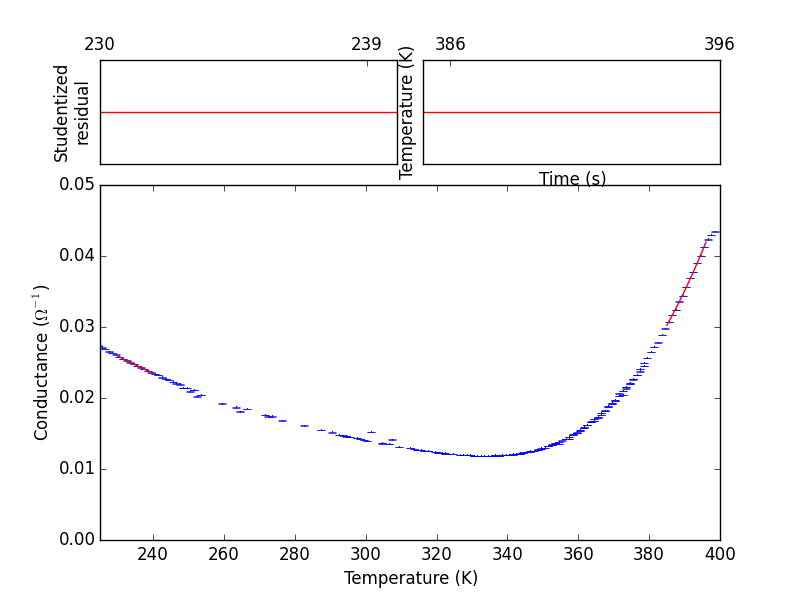 230 239 386 396
Studentized
residual
Temperature (K)
Time (s)
0.05
0.04
0.03
0.02
0.01
0.00
Conductance (Ω⁻¹)
240 260 280 300 320 340 360 380 400
Temperature (K)